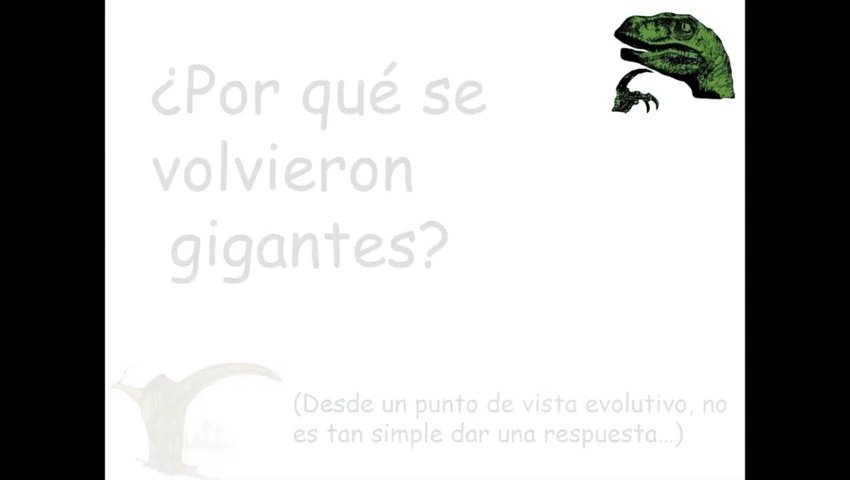 ¿Por qué se
volvieron
gigantes?
(Desde un punto de vista evolutivo, no
es tan simple dar una respuesta…)